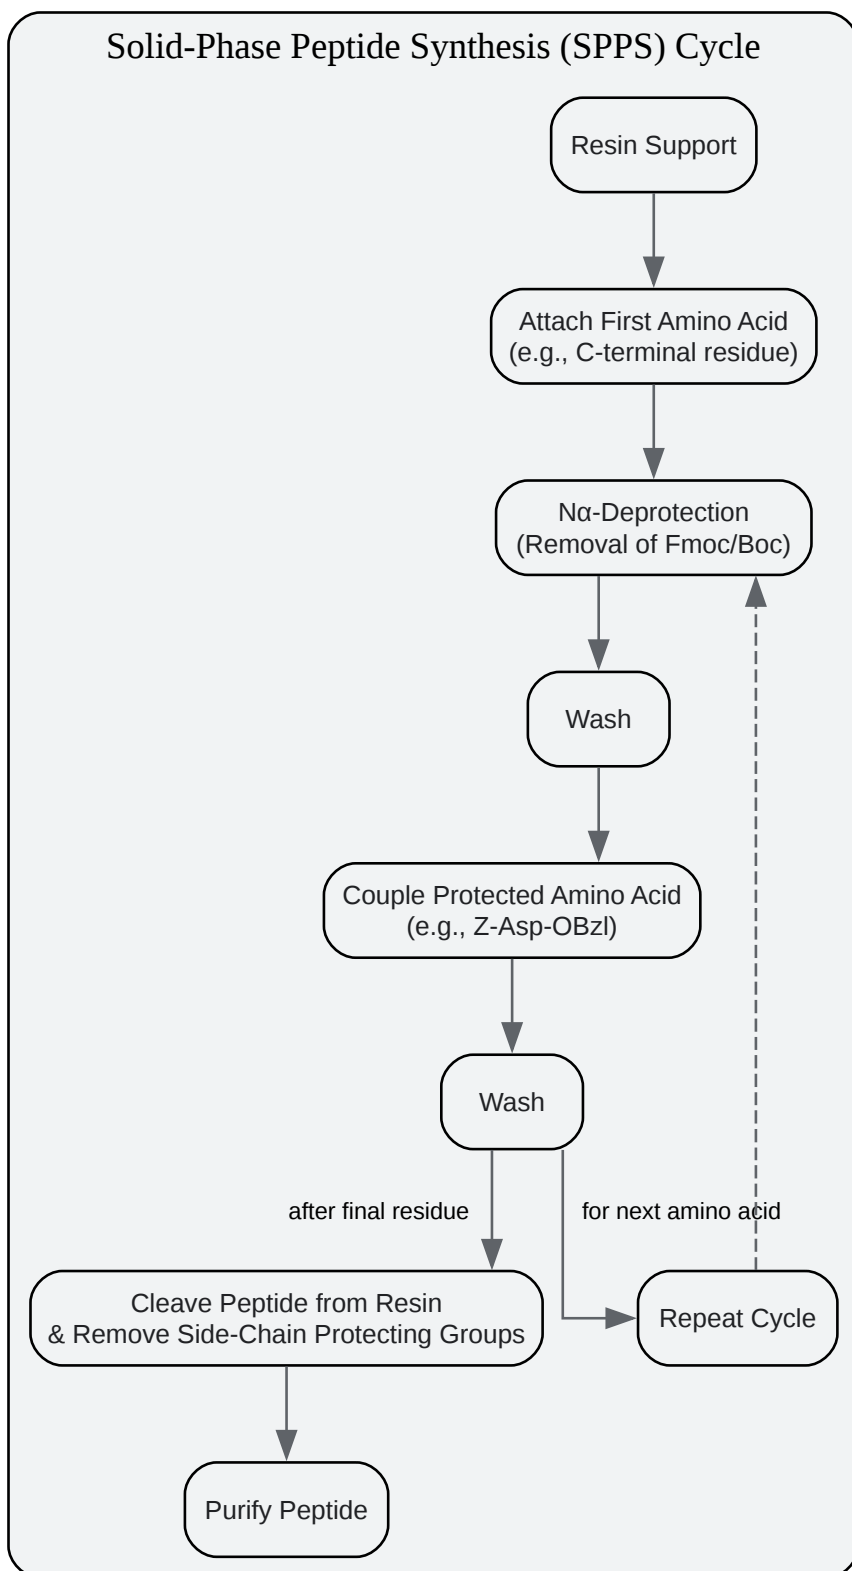 Solid-Phase Peptide Synthesis (SPPS) Cycle
Resin Support
Attach First Amino Acid
(e.g., C-terminal residue)
Nα-Deprotection
(Removal of Fmoc/Boc)
Wash
Couple Protected Amino Acid
(e.g., Z-Asp-OBzl)
Wash
after final residue
for next amino acid
Cleave Peptide from Resin
& Remove Side-Chain Protecting Groups
Repeat Cycle
Purify Peptide